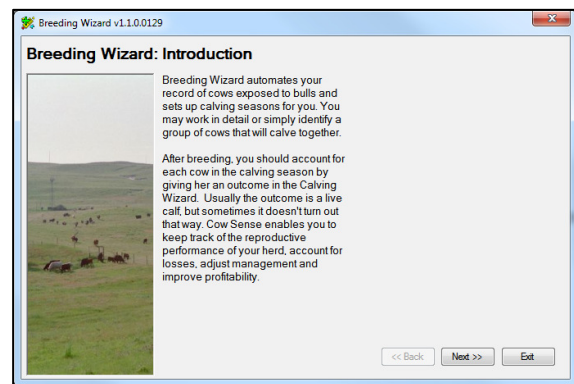 Breeding Wizard v1.1.0.0129
Breeding Wizard: Introduction
Breeding Wizard automates your
record of cows exposed to bulls and
sets up calving seasons for you. You
may work in detail or simply identify a
group of cows that will calve together.
After breeding, you should account for
each cow in the calving season by
giving her an outcome in the Calving
Wizard. Usually the outcome is a live
calf, but sometimes it doesn't turn out
that way. Cow Sense enables you to
keep track of the reproductive
performance of your herd, account for
losses, adjust management and
improve profitability.
<< Back Next >> Exit